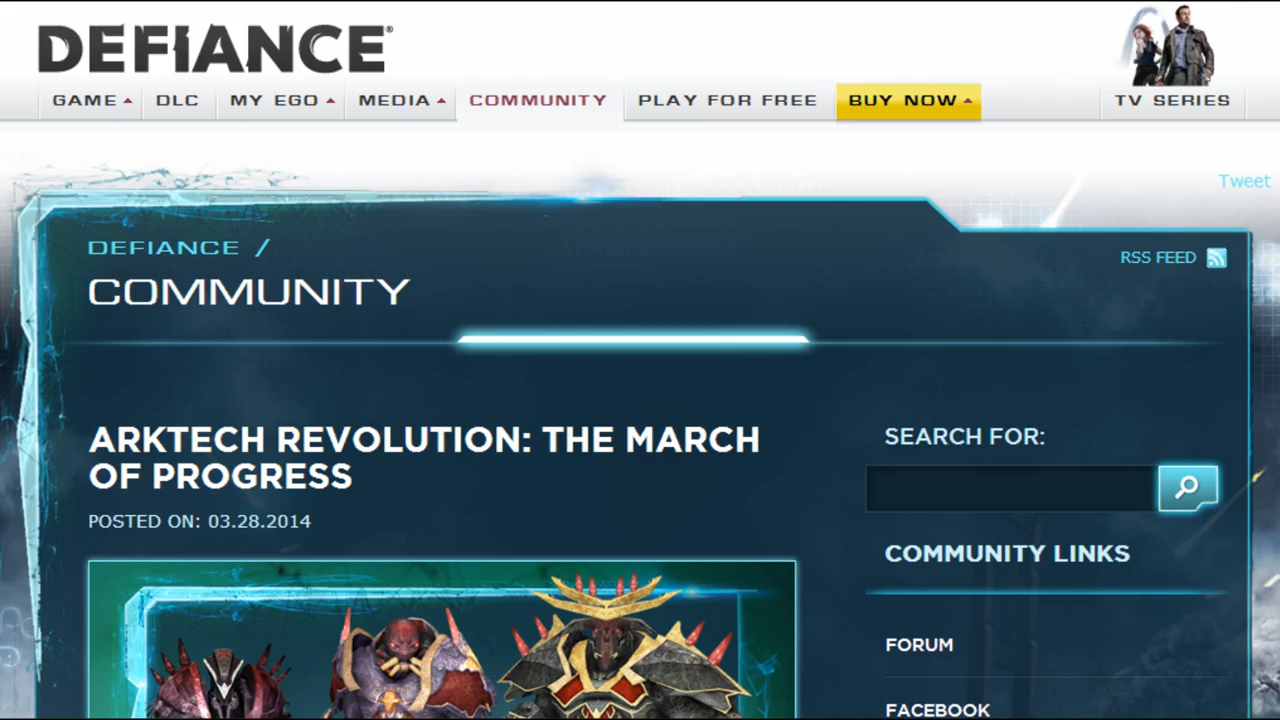 DEFIANCE®
GAME
DLC
MY EGO
MEDIA
COMMUNITY
PLAY FOR FREE
BUY NOW
TV SERIES
Tweet
DEFIANCE /
RSS FEED
COMMUNITY
ARKTECH REVOLUTION: THE MARCH
OF PROGRESS
POSTED ON: 03.28.2014
SEARCH FOR:
COMMUNITY LINKS
FORUM
FACEBOOK